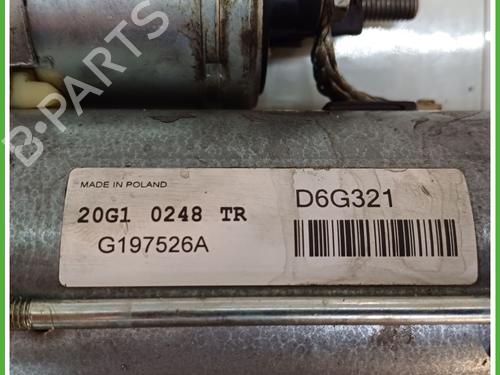 B-PARTS
MADE IN POLAND
20G1 0248 TR
G197526A
D6G321